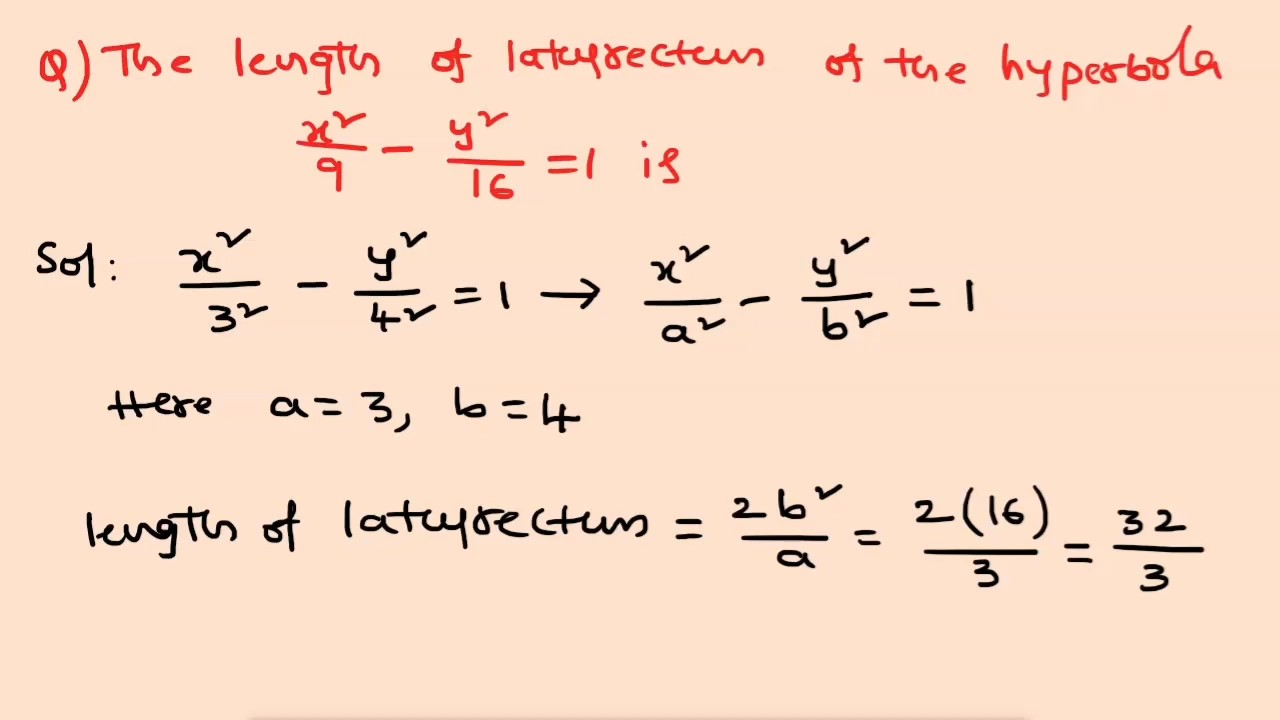 Q) The length of latusrectum of the hyperbola
x²/9 - y²/16 = 1 is
Sol: x²/3² - y²/4² = 1 → x²/a² - y²/b² = 1
Here a = 3, b = 4
length of latusrectum = 2b²/a = 2(16)/3 = 32/3